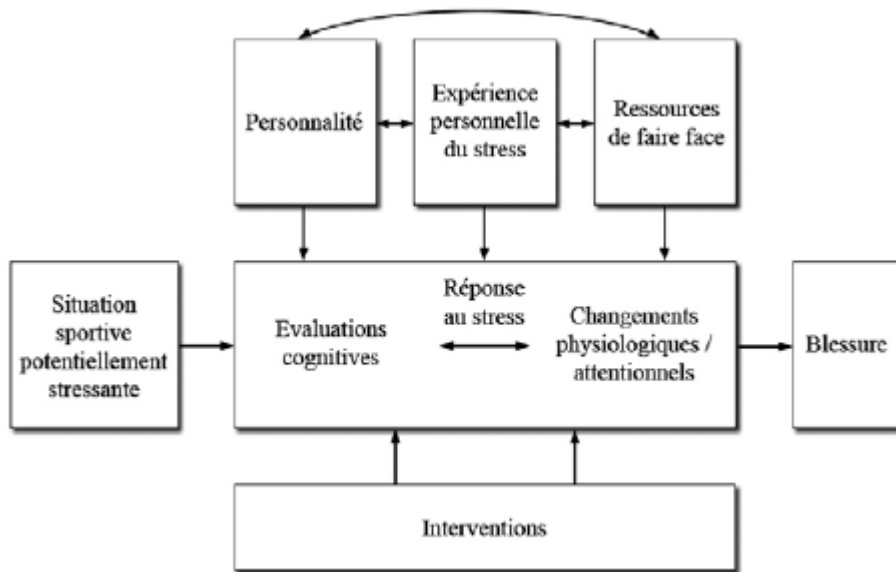 Personnalité
Expérience
personnelle
du stress
Ressources
de faire face
Situation
sportive
potentiellement
stressante
Evaluations
cognitives
Réponse
au stress
Changements
physiologiques /
attentionnels
Blessure
Interventions